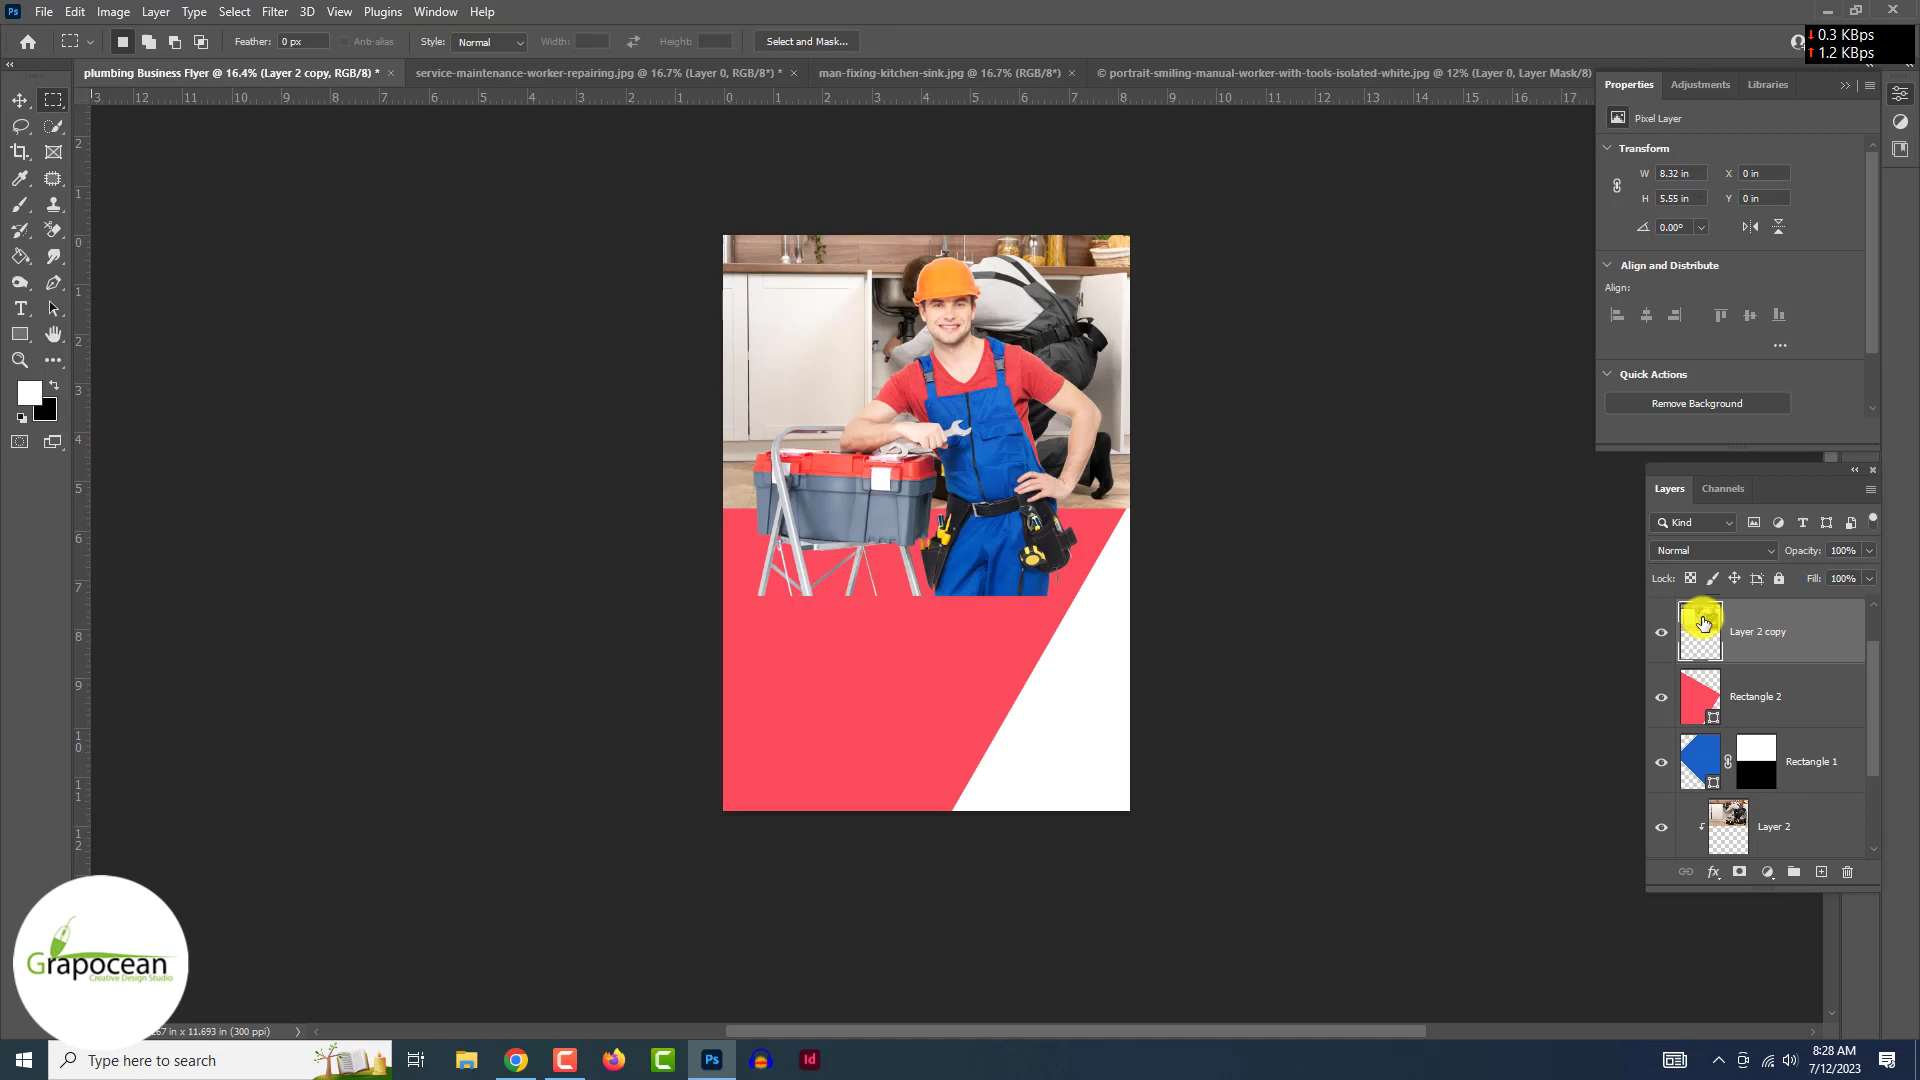 File Edit Image Layer Type Select Filter 3D View Plugins Window Help
Feather: 0 px Anti-alias Style: Normal Width: Height: Select and Mask...
0.3 KBps
1.2 KBps
plumbing Business Flyer @ 16.4% (Layer 2 copy, RGB/8) * × service-maintenance-worker-repairing.jpg @ 16.7% (Layer 0, RGB/8*) * × man-fixing-kitchen-sink.jpg @ 16.7% (RGB/8*) × © portrait-smiling-manual-worker-with-tools-isolated-white.jpg @ 12% (Layer 0, Layer Mask/8)
Properties Adjustments Libraries
Pixel Layer
Transform
W 8.32 in X 0 in
H 5.55 in Y 0 in
0.00°
Align and Distribute
Align:
Quick Actions
Remove Background
Layers Channels
Kind
Normal Opacity: 100%
Lock: Fill: 100%
Layer 2 copy
Rectangle 2
Rectangle 1
Layer 2
Grapocean
Creative Design Studio
67 in x 11.693 in (300 ppi)
Type here to search
8:28 AM
7/12/2023